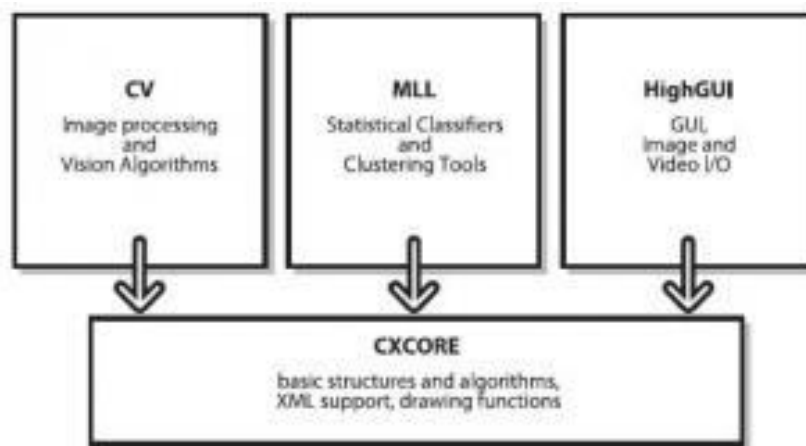 CV
Image processing
and
Vision Algorithms
MLL
Statistical Classifiers
and
Clustering Tools
HighGUI
GUI,
Image and
Video I/O
CXCORE
basic structures and algorithms,
XML support, drawing functions